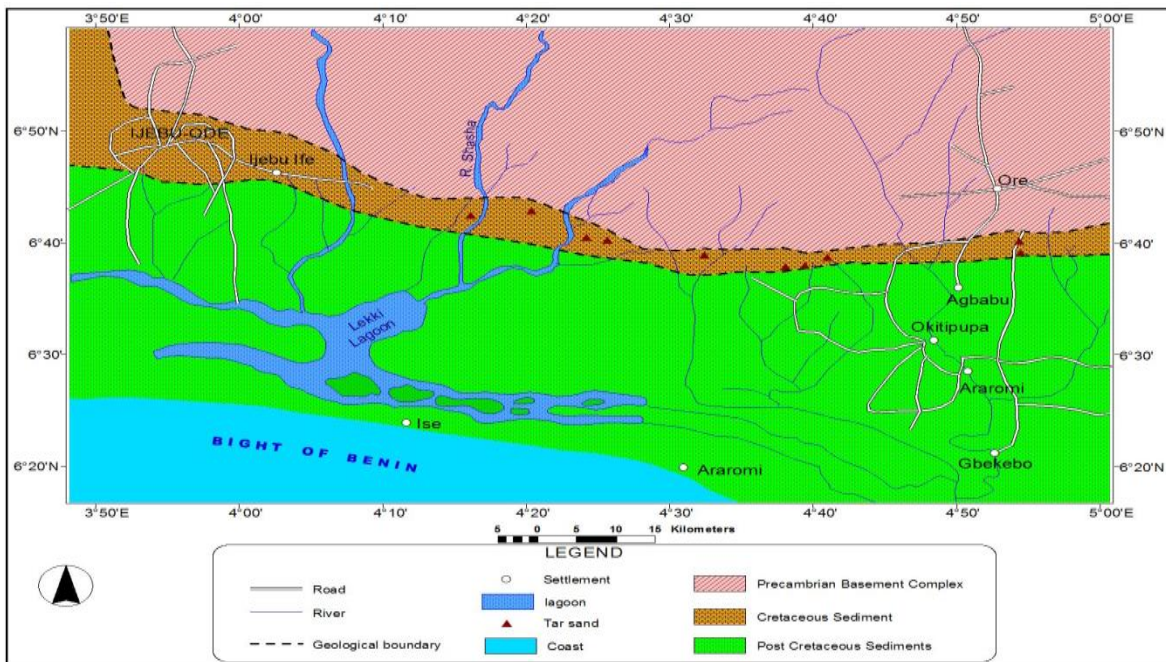 3°50'E 4°00'E 4°10'E 4°20'E 4°30'E 4°40'E 4°50'E 5°00'E
6°50'N 6°50'N
IJEBU-ODE
Ijebu Ife
R. Shasha
Ore
6°40'N 6°40'N
Agbabu
Lekki
Lagoon
Okitipupa
6°30'N 6°30'N
Araromi
Ise
BIGHT OF BENIN
Gbekebo
6°20'N 6°20'N
Araromi
3°50'E 4°00'E 4°10'E 4°20'E 4°30'E 4°40'E 4°50'E 5°00'E
5 0 5 10 15 Kilometers
LEGEND
Road
River
Geological boundary
Settlement
lagoon
Tar sand
Coast
Precambrian Basement Complex
Cretaceous Sediment
Post Cretaceous Sediments